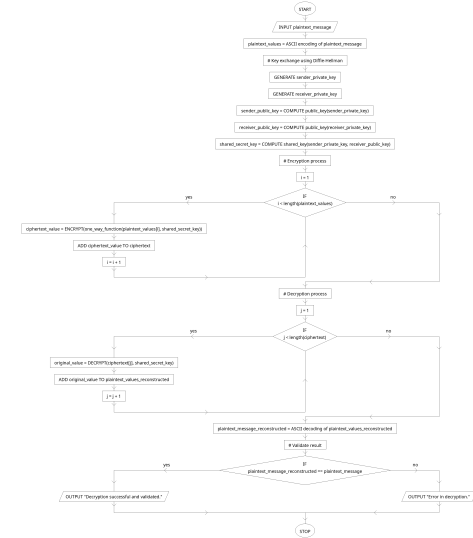 START
INPUT plaintext_message
plaintext_values = ASCII encoding of plaintext_message
# Key exchange using Diffie-Hellman
GENERATE sender_private_key
GENERATE receiver_private_key
sender_public_key = COMPUTE public_key(sender_private_key)
receiver_public_key = COMPUTE public_key(receiver_private_key)
shared_secret_key = COMPUTE shared_key(sender_private_key, receiver_public_key)
# Encryption process
i = 1
yes
IF
no
i < length(plaintext_values)
ciphertext_value = ENCRYPT(one_way_function(plaintext_values[i], shared_secret_key))
ADD ciphertext_value TO ciphertext
i = i + 1
# Decryption process
j = 1
yes
IF
no
j < length(ciphertext)
original_value = DECRYPT(ciphertext[j], shared_secret_key)
ADD original_value TO plaintext_values_reconstructed
j = j + 1
plaintext_message_reconstructed = ASCII decoding of plaintext_values_reconstructed
# Validate result
yes
IF
no
plaintext_message_reconstructed == plaintext_message
OUTPUT "Decryption successful and validated."
OUTPUT "Error in decryption."
STOP